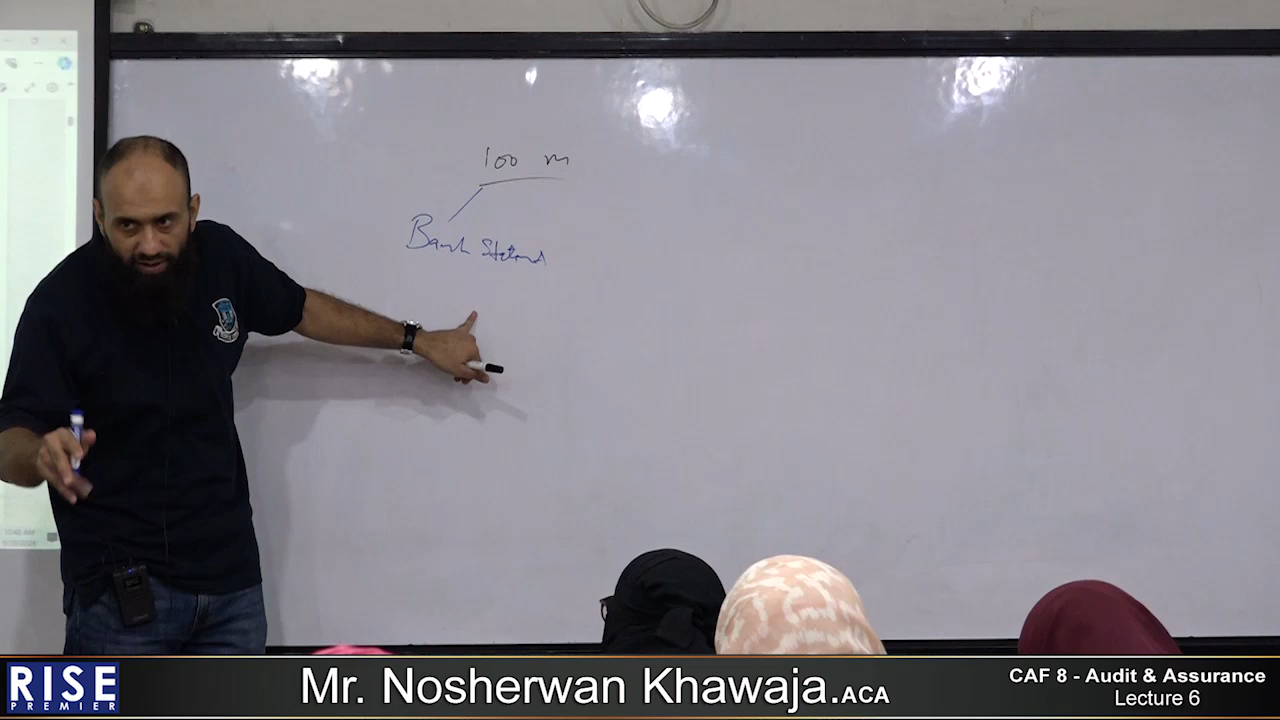 100 m
Bank Statement
RISE
PREMIER
Mr. Nosherwan Khawaja.ACA
CAF 8 - Audit & Assurance
Lecture 6